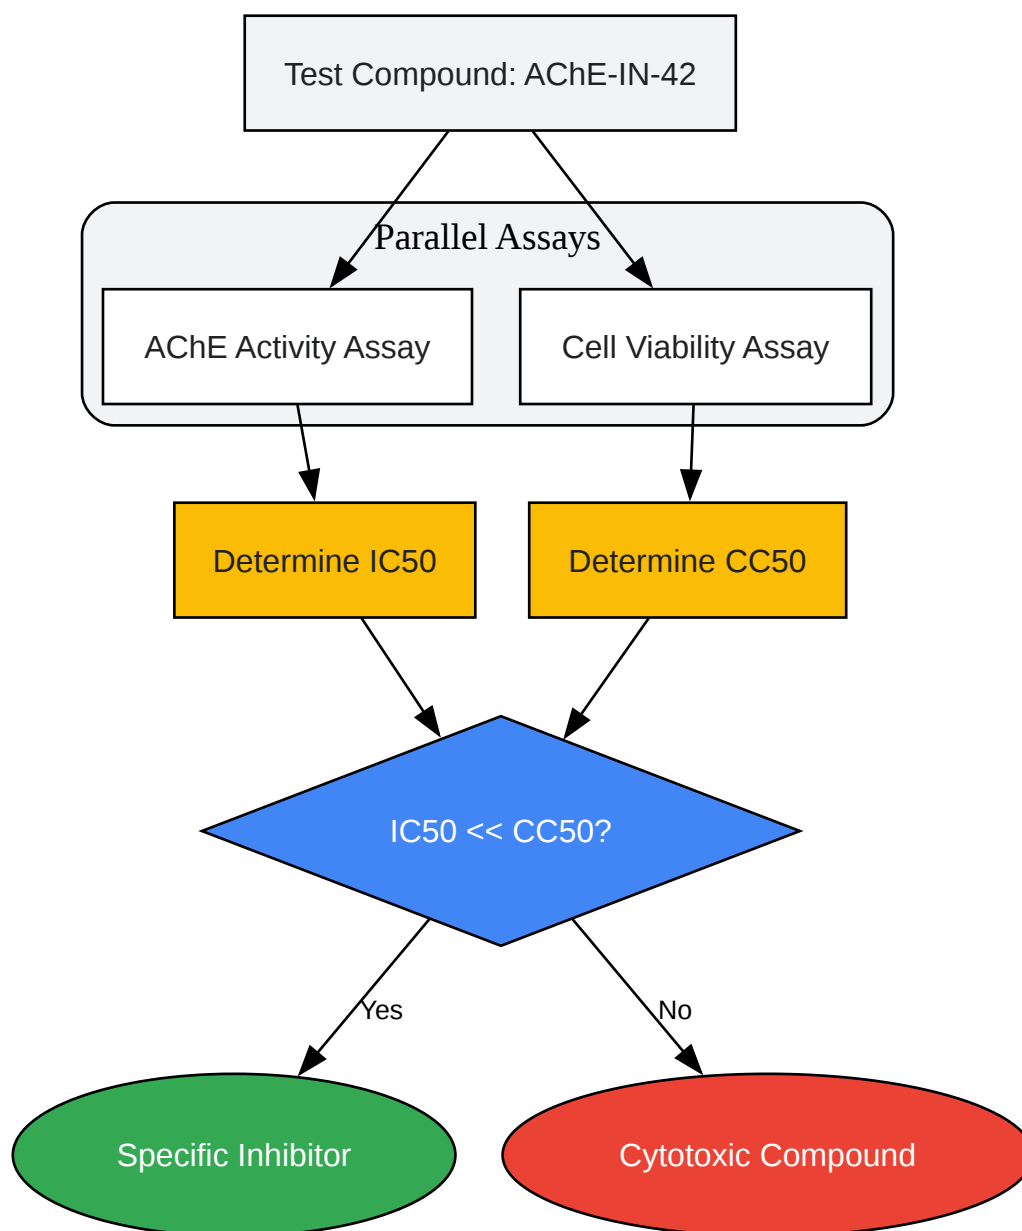 Test Compound: AChE-IN-42
Parallel Assays
AChE Activity Assay
Cell Viability Assay
Determine IC50
Determine CC50
IC50 << CC50?
Yes
No
Specific Inhibitor
Cytotoxic Compound